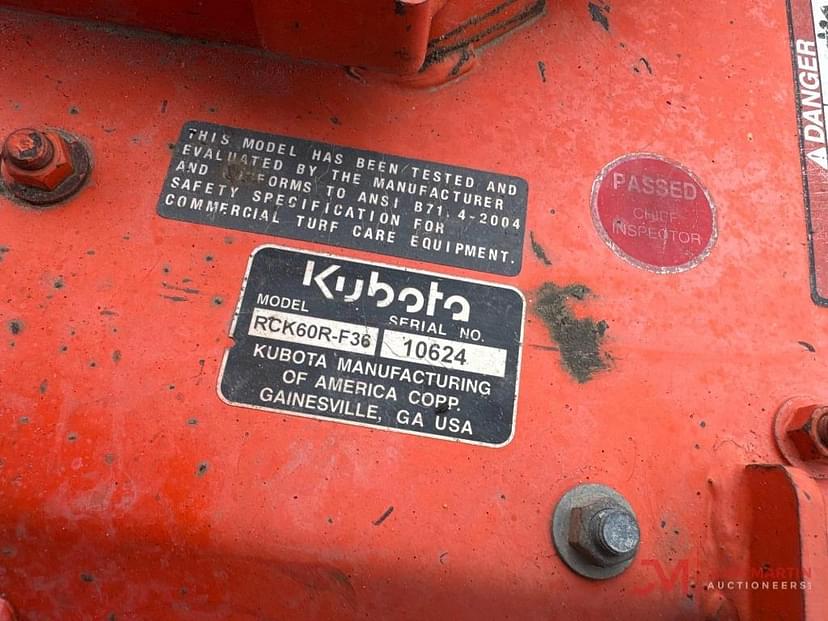 THIS MODEL HAS BEEN TESTED AND
EVALUATED BY THE MANUFACTURER
AND TO ANSI B71.4-2004
SAFETY SPECIFICATION FOR
COMMERCIAL TURF CARE EQUIPMENT.
PASSED
CHIEF
INSPECTOR
DANGER
Kubota
MODEL SERIAL NO.
RCK60R-F36 10624
KUBOTA MANUFACTURING
OF AMERICA COPP.
GAINESVILLE, GA USA
MARTIN
AUCTIONEERS